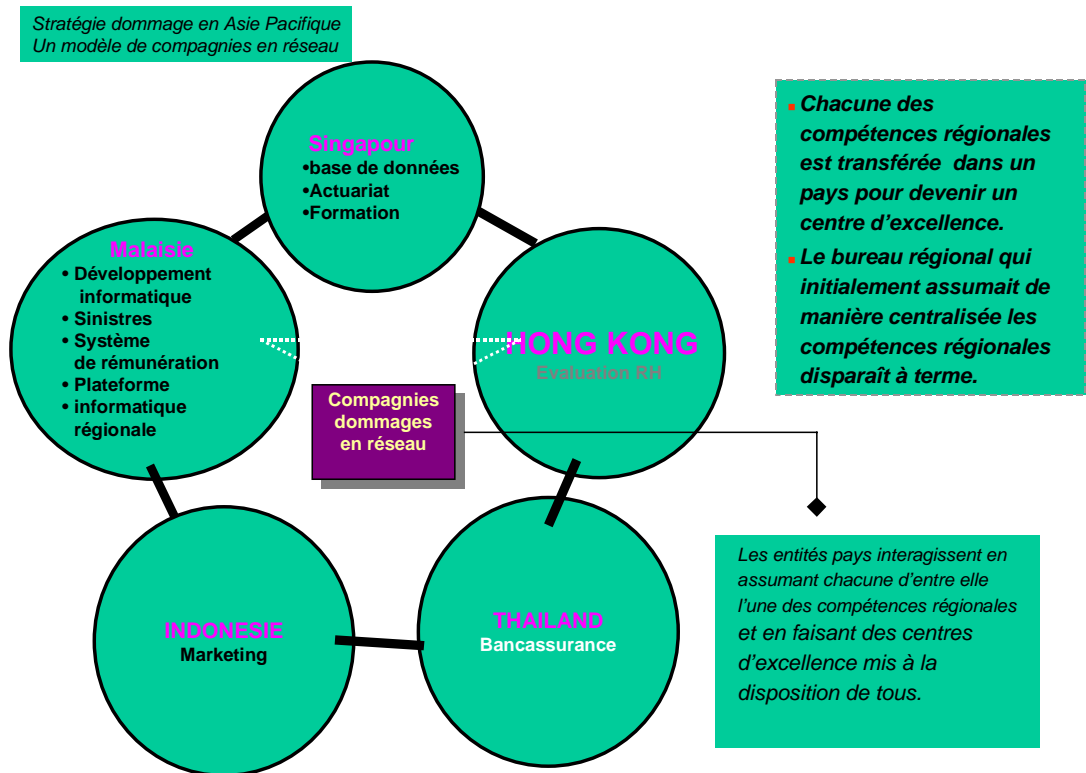 Stratégie dommage en Asie Pacifique
Un modèle de compagnies en réseau
Singapour
•base de données
•Actuariat
•Formation
Malaisie
• Développement
informatique
• Sinistres
• Système
de rémunération
• Plateforme
• informatique
régionale
HONG KONG
Evaluation RH
Compagnies
dommages
en réseau
INDONESIE
Marketing
THAILAND
Bancassurance
▪ Chacune des
compétences régionales
est transférée dans un
pays pour devenir un
centre d'excellence.
▪ Le bureau régional qui
initialement assumait de
manière centralisée les
compétences régionales
disparaît à terme.
Les entités pays interagissent en
assumant chacune d'entre elle
l'une des compétences régionales
et en faisant des centres
d'excellence mis à la
disposition de tous.